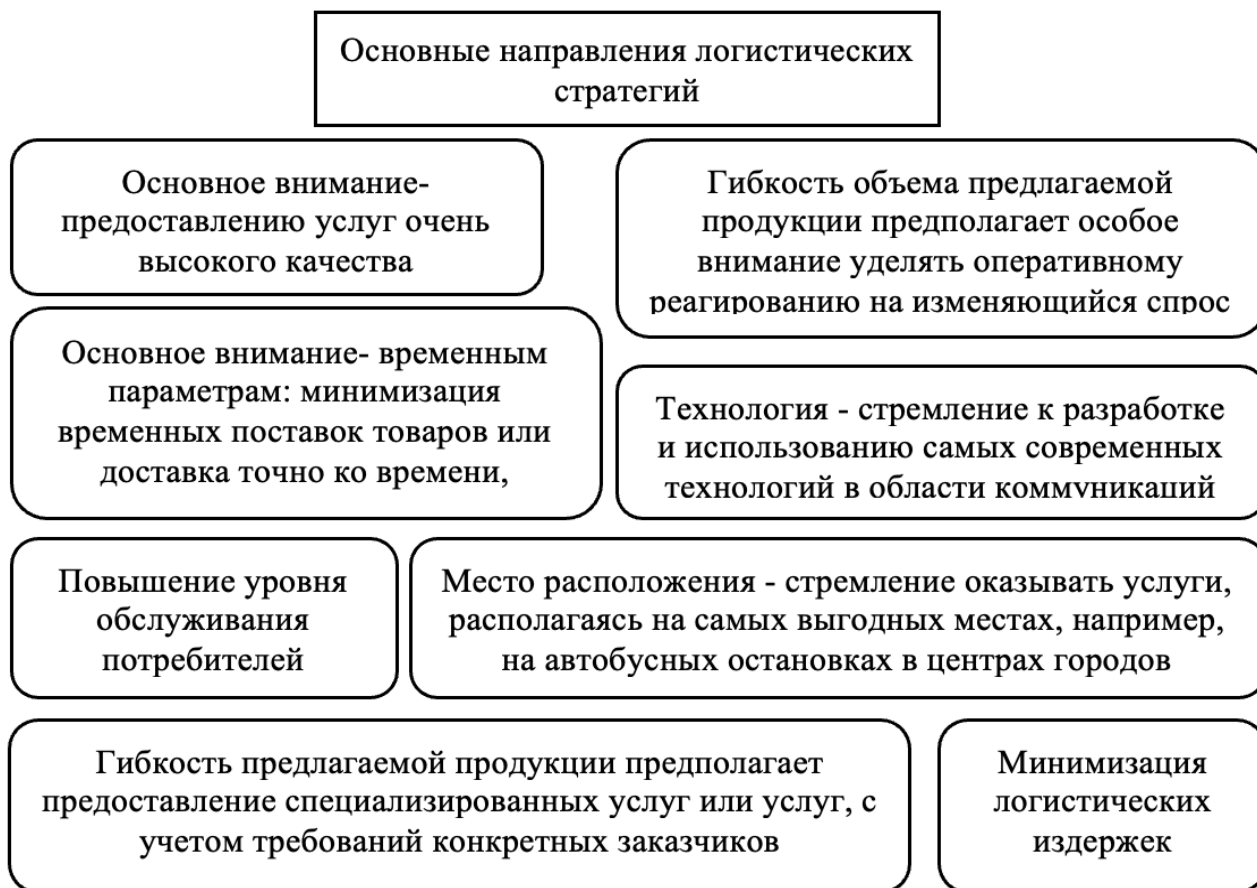 Основные направления логистических
стратегий
Основное внимание-
предоставлению услуг очень
высокого качества
Гибкость объема предлагаемой
продукции предполагает особое
внимание уделять оперативному
реагированию на изменяющийся спрос
Основное внимание- временным
параметрам: минимизация
временных поставок товаров или
доставка точно ко времени,
Технология - стремление к разработке
и использованию самых современных
технологий в области коммуникаций
Повышение уровня
обслуживания
потребителей
Место расположения - стремление оказывать услуги,
располагаясь на самых выгодных местах, например,
на автобусных остановках в центрах городов
Гибкость предлагаемой продукции предполагает
предоставление специализированных услуг или услуг, с
учетом требований конкретных заказчиков
Минимизация
логистических
издержек